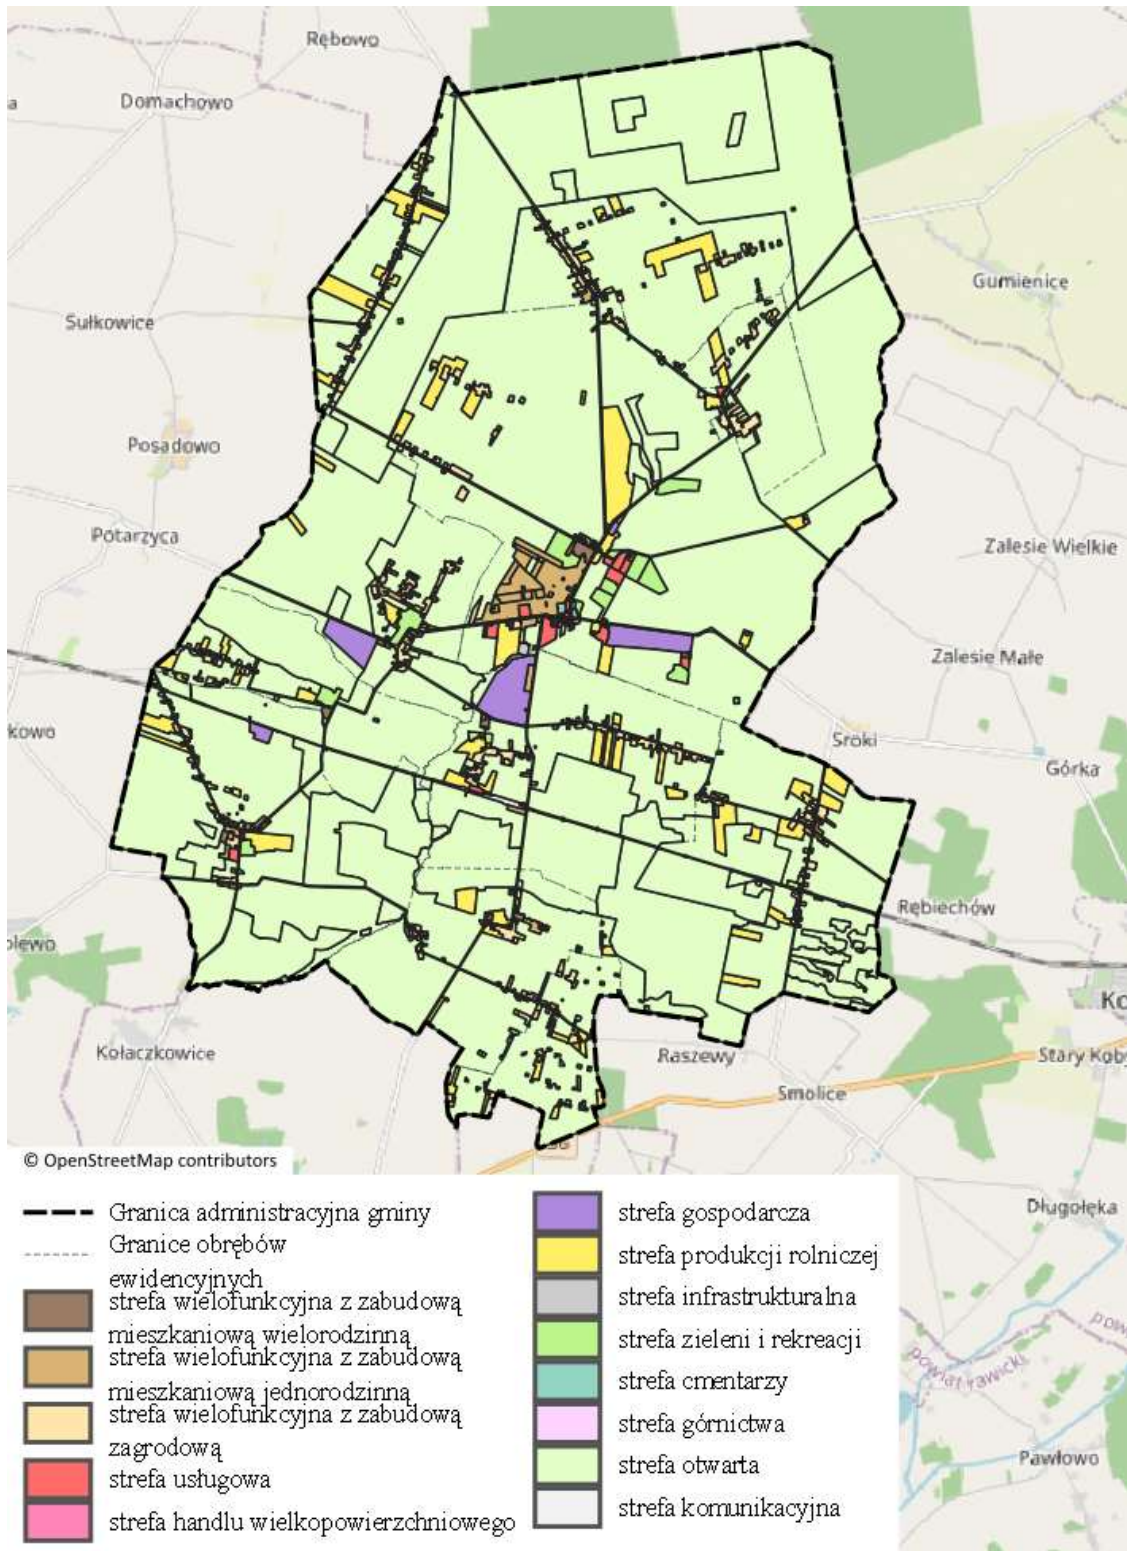 Rębowo
a
Domachowo
Gumienice
Sułkowice
Posadowo
Potarzyca
Zalesie Wielkie
Zalesie Małe
kowo
Sroki
Górka
Rębiechów
olewo
Ko
Kołaczkowice
Raszewy
Stary Koby
Smolice
© OpenStreetMap contributors
Długołęka
powiat rawicki
pow
Pawłowo
Granica administracyjna gminy
Granice obrębów
ewidencyjnych
strefa wielofunkcyjna z zabudową
mieszkaniową wielorodzinną
strefa wielofunkcyjna z zabudową
mieszkaniową jednorodzinną
strefa wielofunkcyjna z zabudową
zagrodową
strefa usługowa
strefa handlu wielkopowierzchniowego
strefa gospodarcza
strefa produkcji rolniczej
strefa infrastrukturalna
strefa zieleni i rekreacji
strefa cmentarzy
strefa górnictwa
strefa otwarta
strefa komunikacyjna